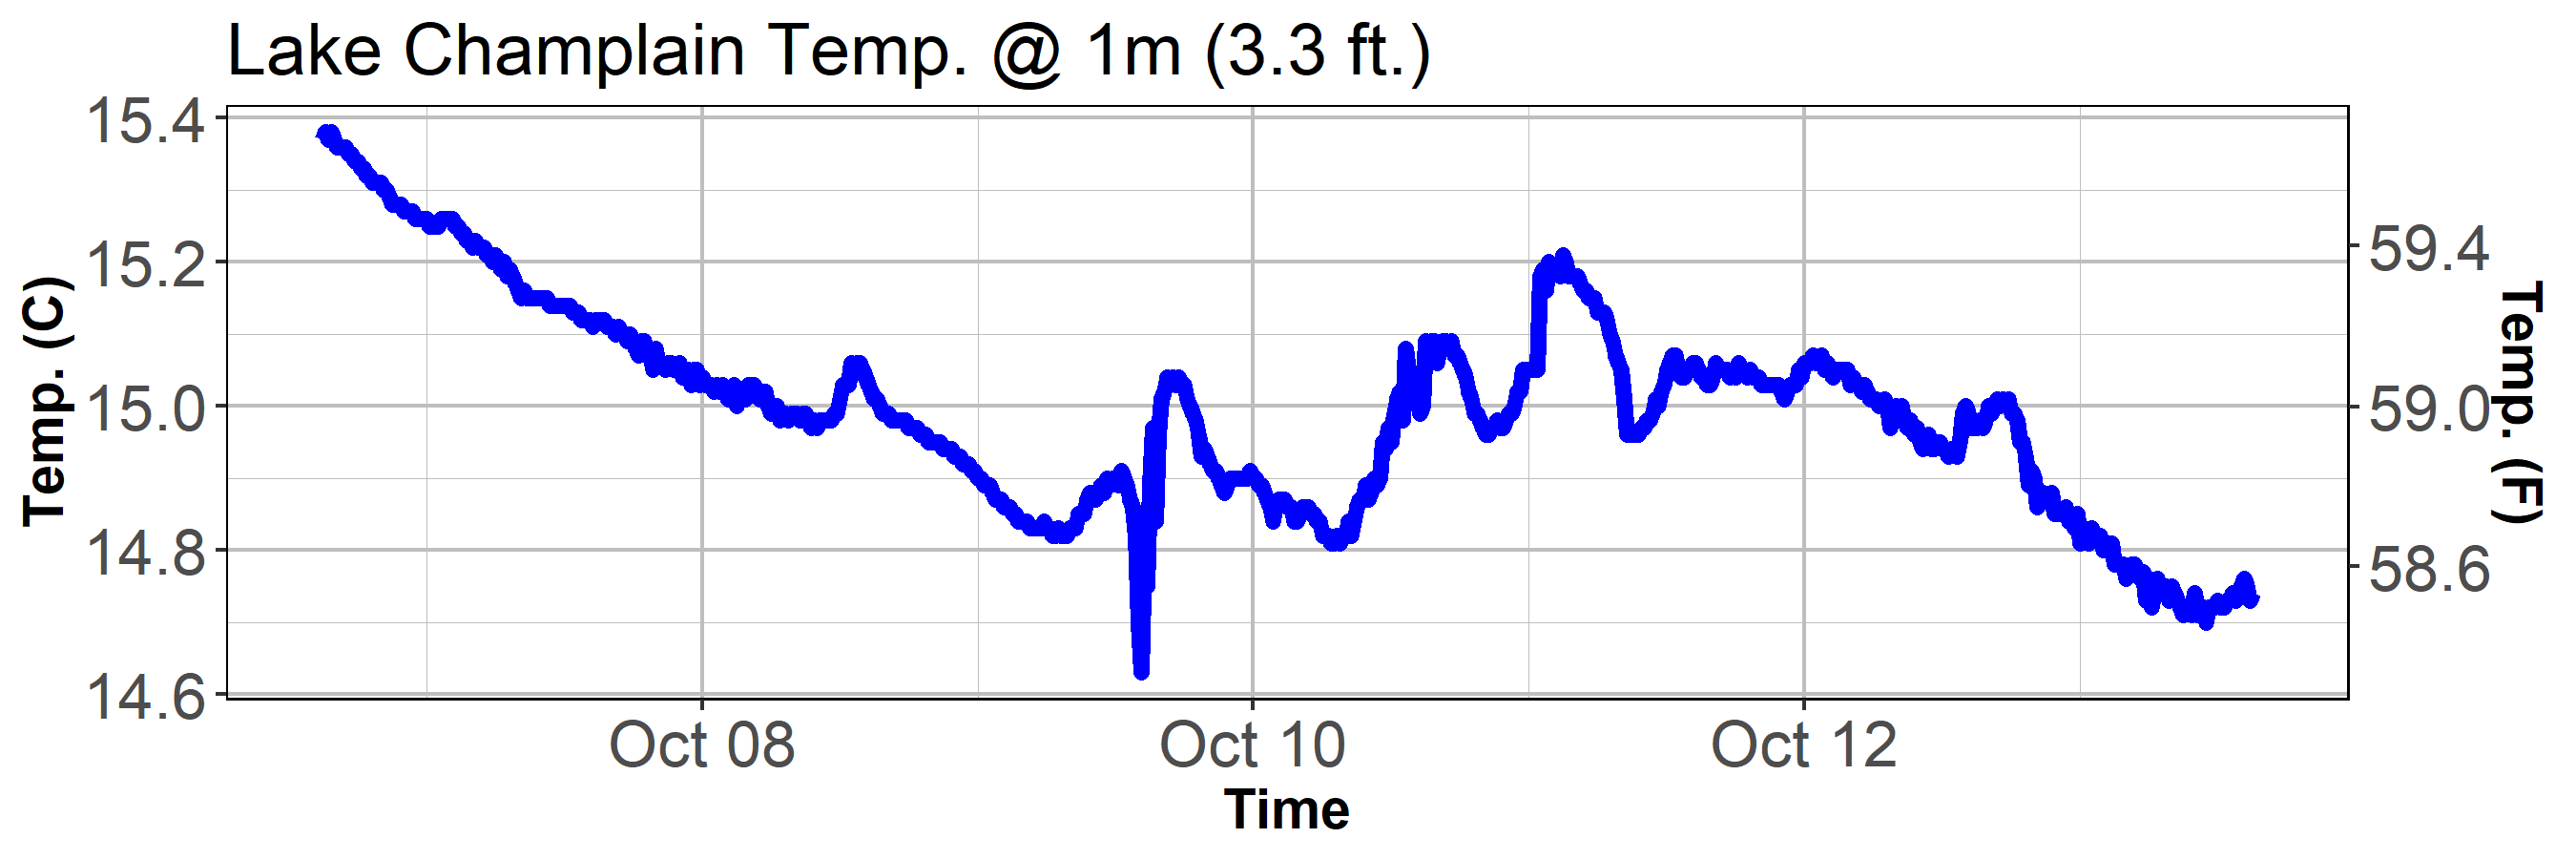 Lake Champlain Temp. @ 1m (3.3 ft.)
Temp. (C)
15.4
15.2
15.0
14.8
14.6
59.4
59.0
58.6
Temp. (F)
Oct 08
Oct 10
Oct 12
Time